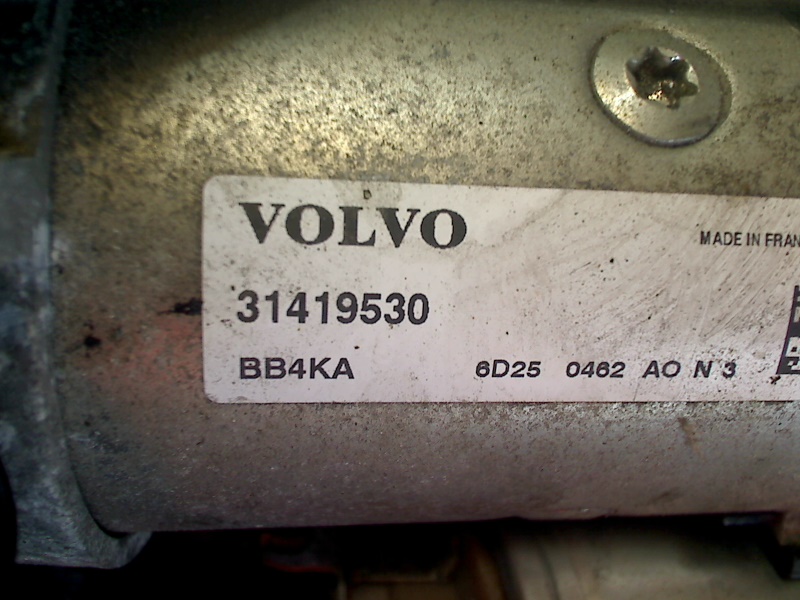 VOLVO
MADE IN FRAN
31419530
BB4KA 6D25 0462 AO N 3